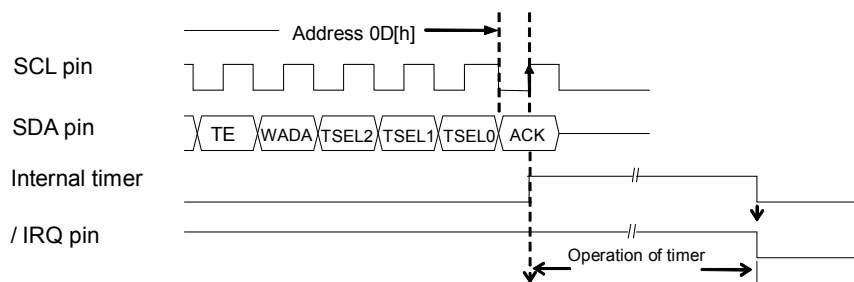 Address 0D[h]
SCL pin
SDA pin
TE
WADA
TSEL2
TSEL1
TSEL0
ACK
Internal timer
/ IRQ pin
Operation of timer